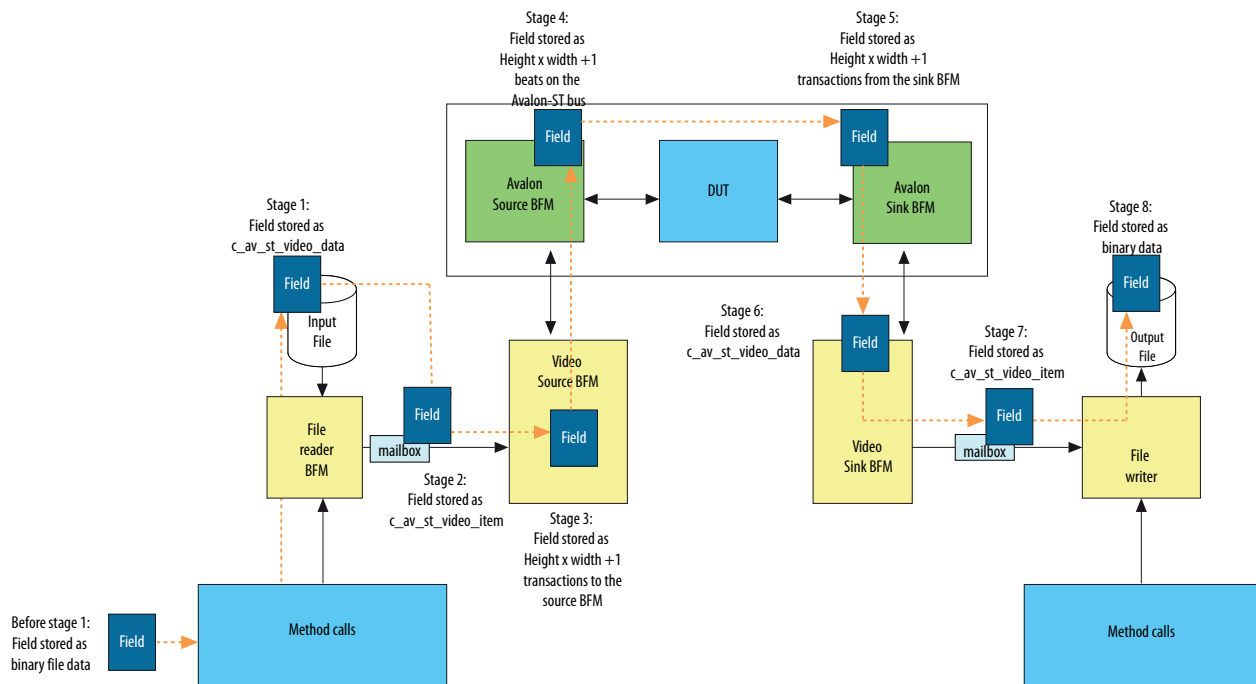 Stage 4:
Field stored as
Height x width +1
beats on the
Avalon-ST bus
Stage 5:
Field stored as
Height x width +1
transactions from the sink BFM
Field
Field
Avalon
Source BFM
DUT
Avalon
Sink BFM
Stage 1:
Field stored as
c_av_st_video_data
Field
Input
File
Stage 8:
Field stored as
binary data
Field
Output
File
Stage 6:
Field stored as
c_av_st_video_data
Field
Video
Source BFM
Field
Stage 7:
Field stored as
c_av_st_video_item
Field
mailbox
File
reader
BFM
Field
mailbox
Video
Sink BFM
File
writer
Stage 2:
Field stored as
c_av_st_video_item
Stage 3:
Field stored as
Height x width +1
transactions to the
source BFM
Before stage 1:
Field stored as
binary file data
Field
Method calls
Method calls